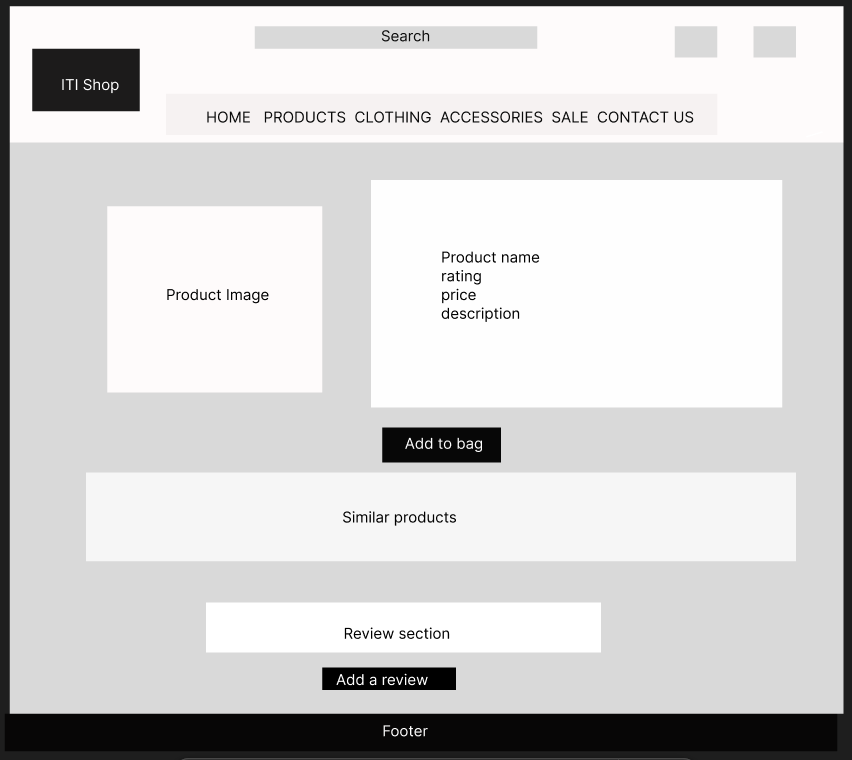 Search
ITI Shop
HOME PRODUCTS CLOTHING ACCESSORIES SALE CONTACT US
Product Image
Product name
rating
price
description
Add to bag
Similar products
Review section
Add a review
Footer